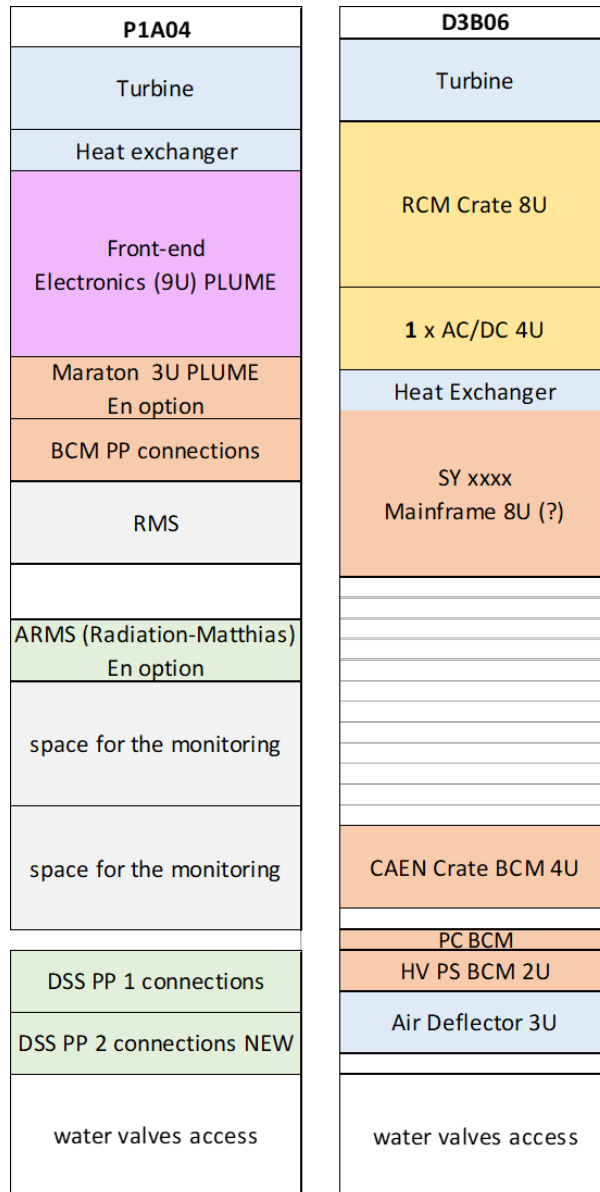 P1A04
Turbine
Heat exchanger
Front-end
Electronics (9U) PLUME
Maraton 3U PLUME
En option
BCM PP connections
RMS
ARMS (Radiation-Matthias)
En option
space for the monitoring
space for the monitoring
DSS PP 1 connections
DSS PP 2 connections NEW
water valves access
D3B06
Turbine
RCM Crate 8U
1 x AC/DC 4U
Heat Exchanger
SY xxxx
Mainframe 8U (?)
CAEN Crate BCM 4U
PC BCM
HV PS BCM 2U
Air Deflector 3U
water valves access